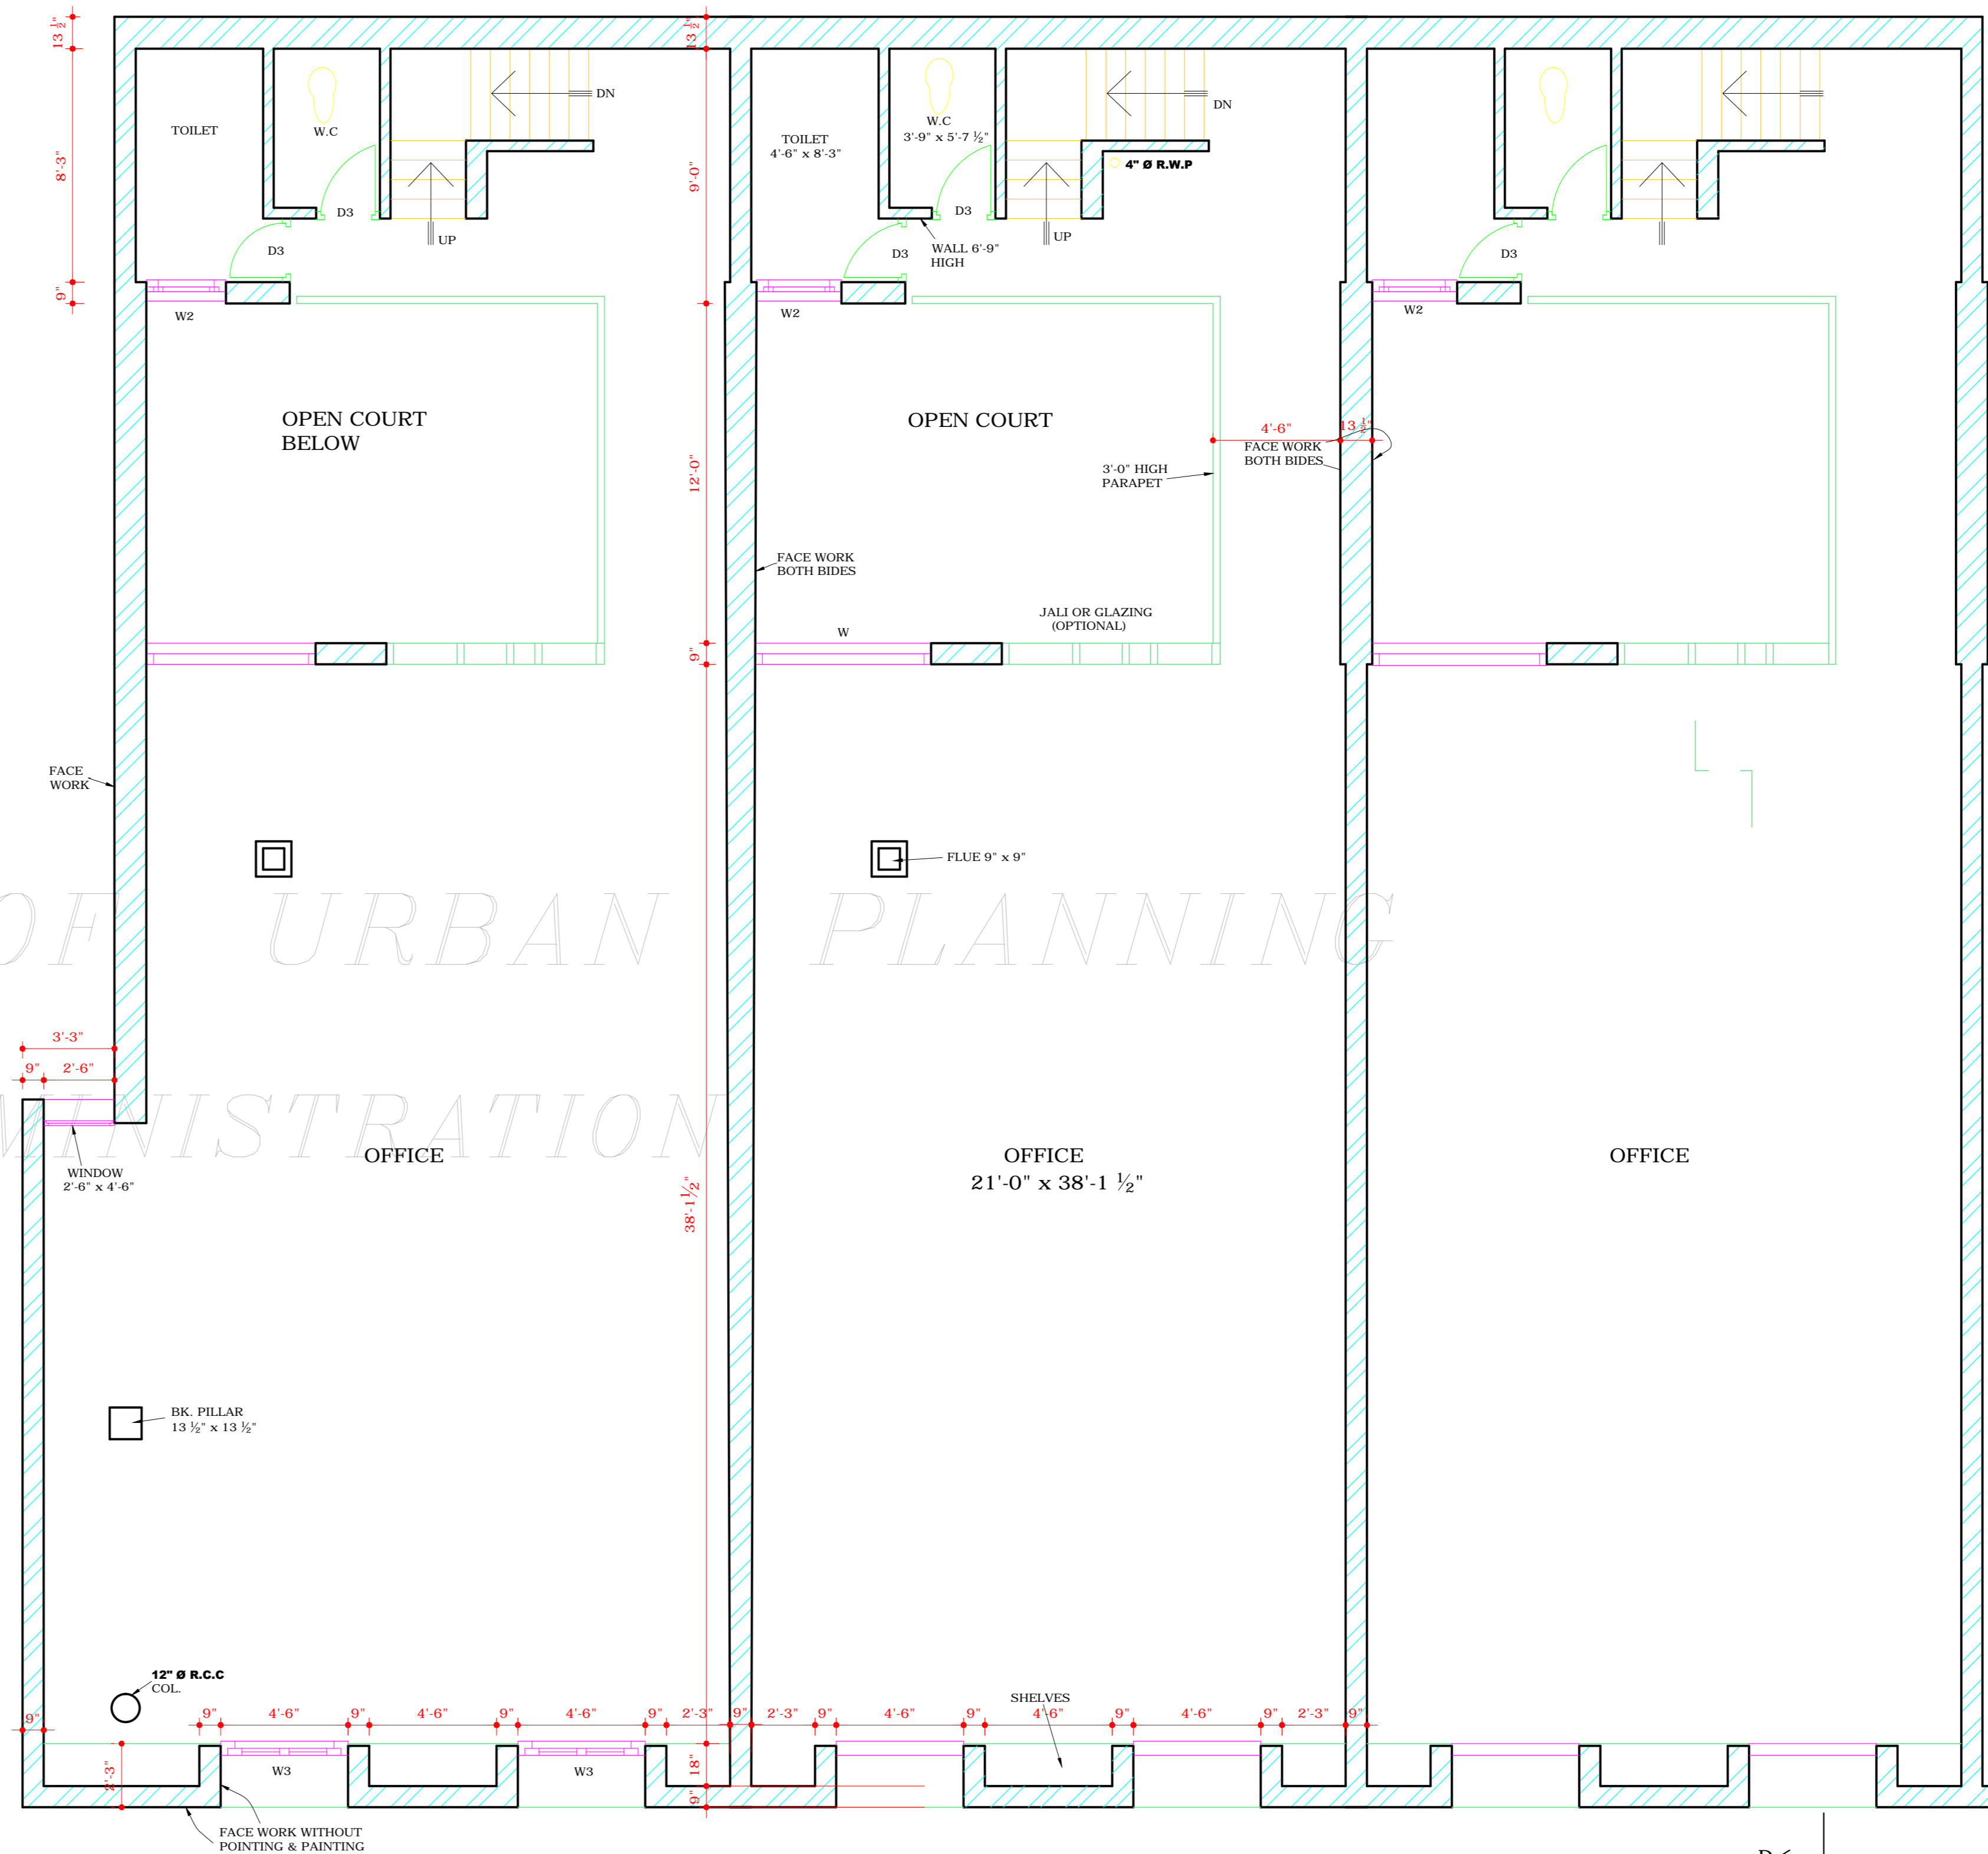 13 ½"
13 ½"
DN
DN
TOILET
W.C
W.C
3'-9" x 5'-7 ½"
TOILET
4'-6" x 8'-3"
4" Ø R.W.P
8'-3"
9'-0"
D3
D3
UP
UP
WALL 6'-9"
HIGH
D3
D3
D3
9"
W2
W2
W2
OPEN COURT
BELOW
OPEN COURT
4'-6"
13 ½"
FACE WORK
BOTH BIDES
3'-0" HIGH
PARAPET
12'-0"
FACE WORK
BOTH BIDES
JALI OR GLAZING
(OPTIONAL)
W
9"
FACE
WORK
FLUE 9" x 9"
OF URBAN PLANNING
3'-3"
9"
2'-6"
MINISTRATION
OFFICE
OFFICE
21'-0" x 38'-1 ½"
OFFICE
WINDOW
2'-6" x 4'-6"
38'-1½"
BK. PILLAR
13 ½" x 13 ½"
12" Ø R.C.C
COL.
SHELVES
9"
9"
4'-6"
9"
4'-6"
9"
4'-6"
9"
2'-3"
9"
2'-3"
9"
4'-6"
9"
4'-6"
9"
4'-6"
9"
2'-3"
9"
2'-3"
W3
W3
18"
9"
FACE WORK WITHOUT
POINTING & PAINTING